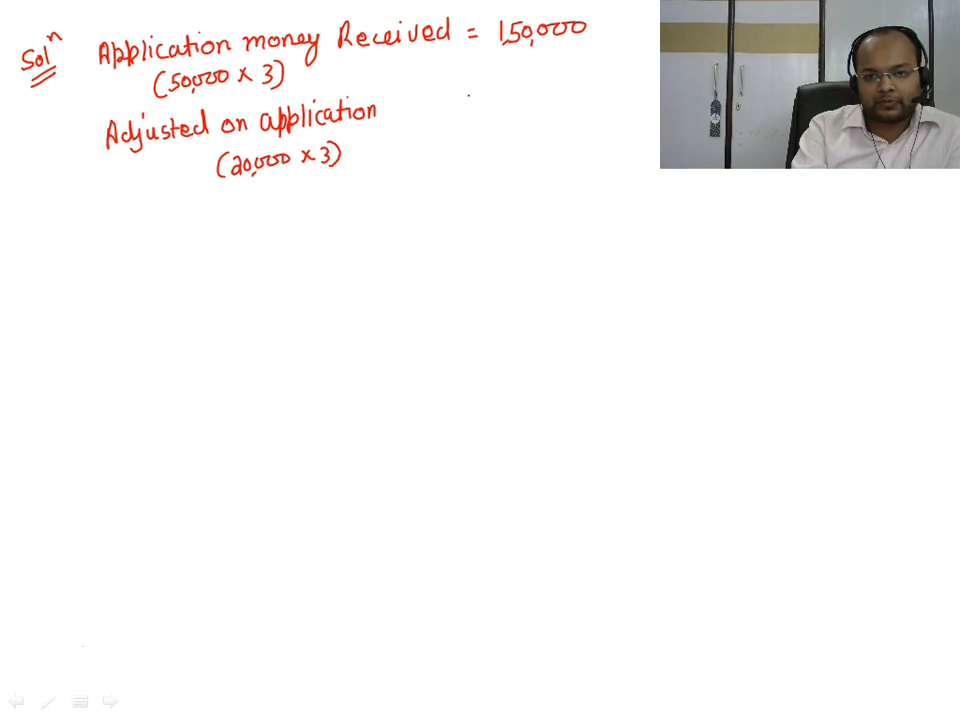 Solⁿ Application money Received = 1,50,000
(50,000 × 3)
Adjusted on application
(20,000 × 3)